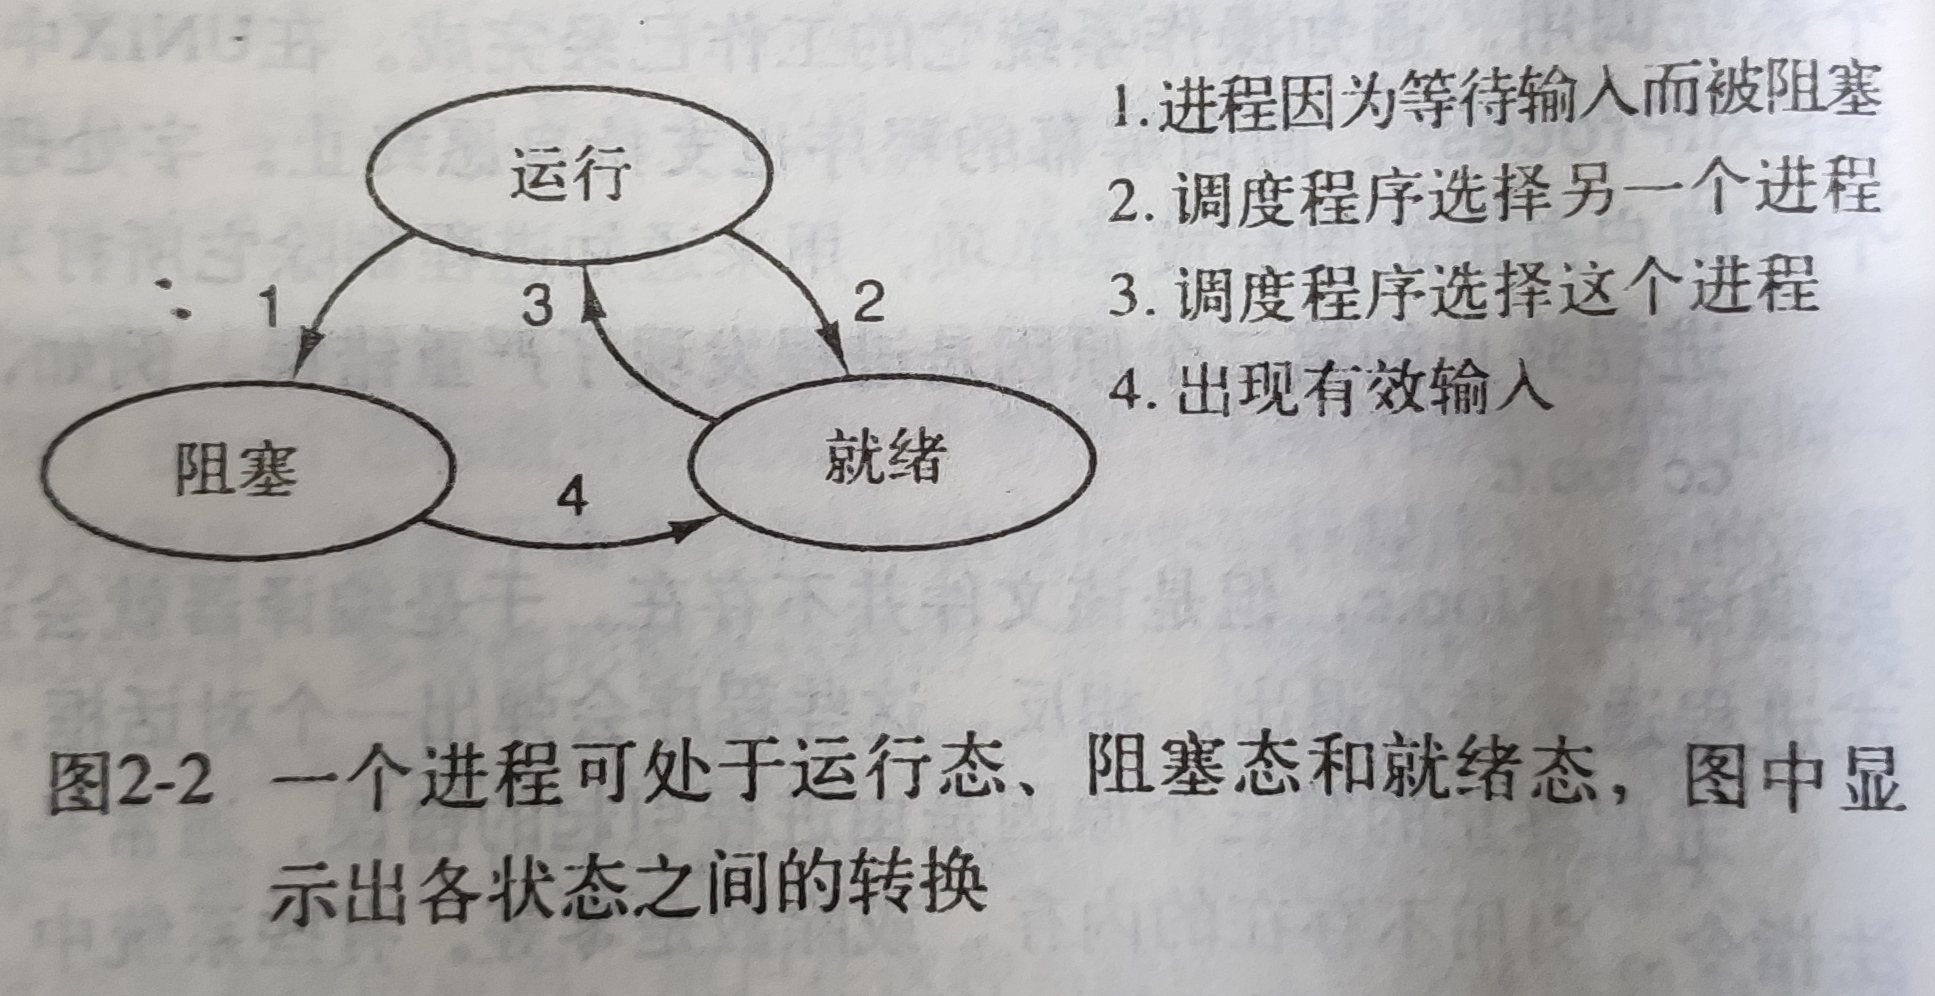 运行
1. 进程因为等待输入而被阻塞
2. 调度程序选择另一个进程
3. 调度程序选择这个进程
4. 出现有效输入
1
3
2
阻塞
就绪
4
图2-2 一个进程可处于运行态、阻塞态和就绪态，图中显
示出各状态之间的转换